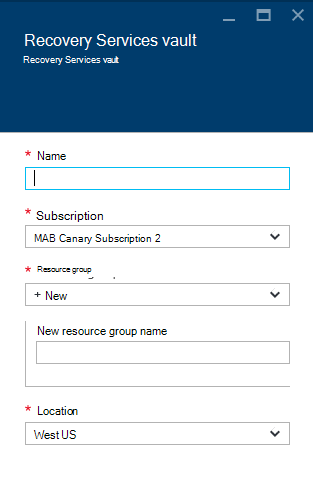 Recovery Services vault
Recovery Services vault
* Name
* Subscription
MAB Canary Subscription 2
* Resource group
+ New
New resource group name
* Location
West US